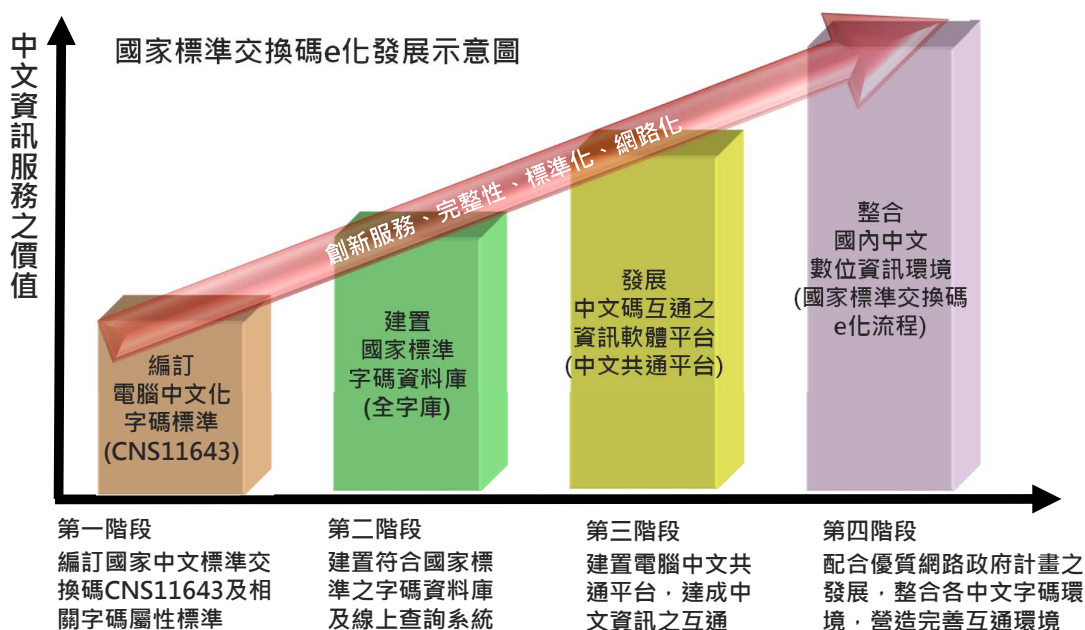 國家標準交換碼e化發展示意圖
中文資訊服務之價值
創新服務、完整性、標準化、網路化
編訂
電腦中文化
字碼標準
(CNS11643)
建置
國家標準
字碼資料庫
(全字庫)
發展
中文碼互通之
資訊軟體平台
(中文共通平台)
整合
國內中文
數位資訊環境
(國家標準交換碼
e化流程)
第一階段
編訂國家中文標準交
換碼CNS11643及相
關字碼屬性標準
第二階段
建置符合國家標
準之字碼資料庫
及線上查詢系統
第三階段
建置電腦中文共
通平台，達成中
文資訊之互通
第四階段
配合優質網路政府計畫之
發展，整合各中文字碼環
境，營造完善互通環境